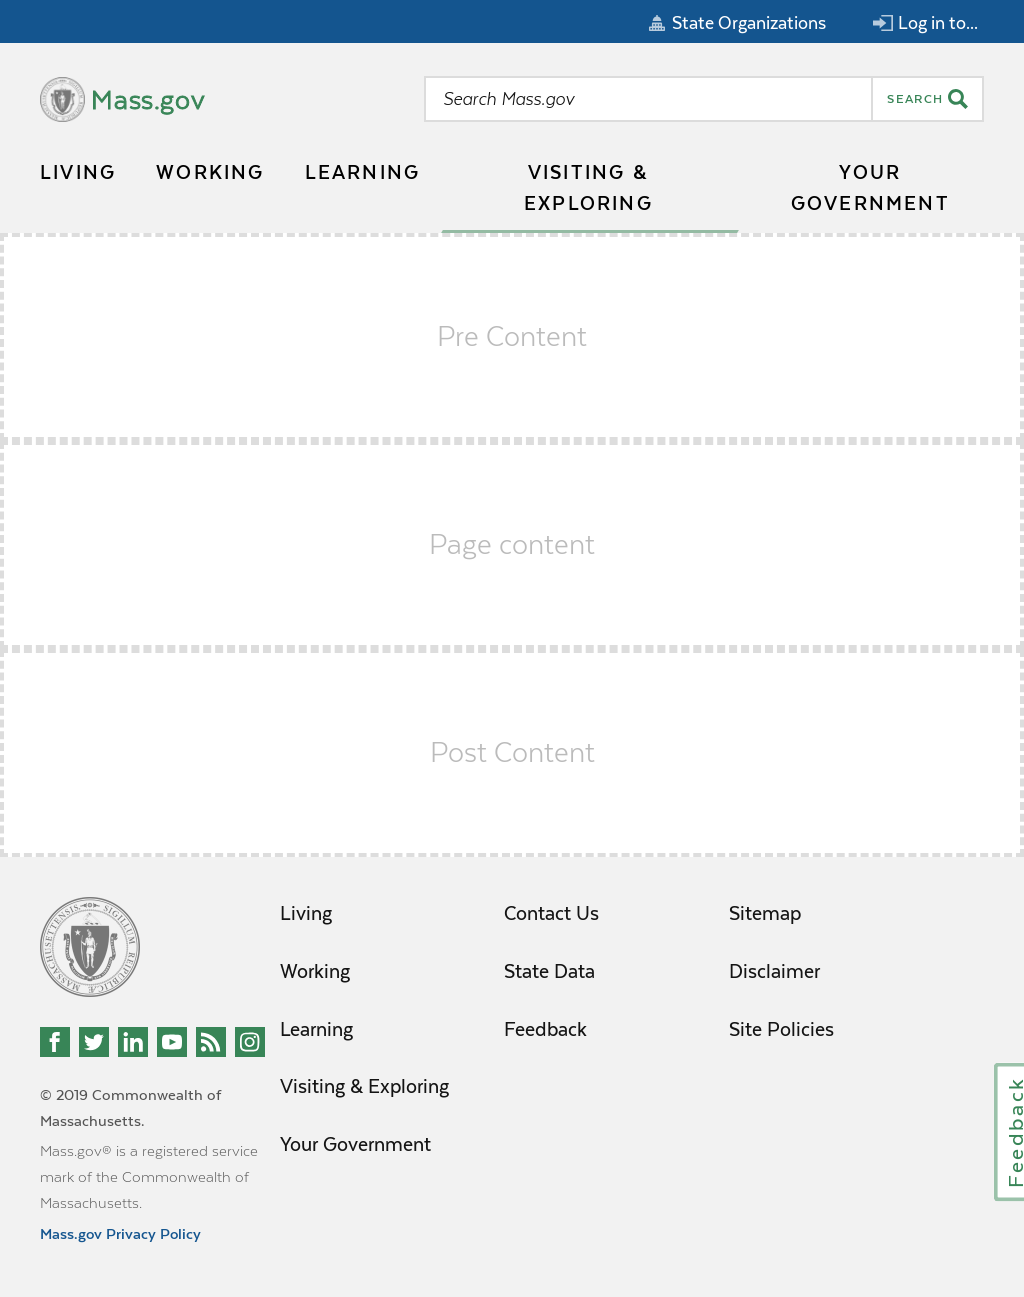 State Organizations
Log in to...
Mass.gov
Search Mass.gov
SEARCH
LIVING
WORKING
LEARNING
VISITING &
EXPLORING
YOUR
GOVERNMENT
Pre Content
Page content
Post Content
Living
Working
Learning
Visiting & Exploring
Your Government
Contact Us
State Data
Feedback
Sitemap
Disclaimer
Site Policies
© 2019 Commonwealth of
Massachusetts.
Mass.gov® is a registered service
mark of the Commonwealth of
Massachusetts.
Mass.gov Privacy Policy
Feedback